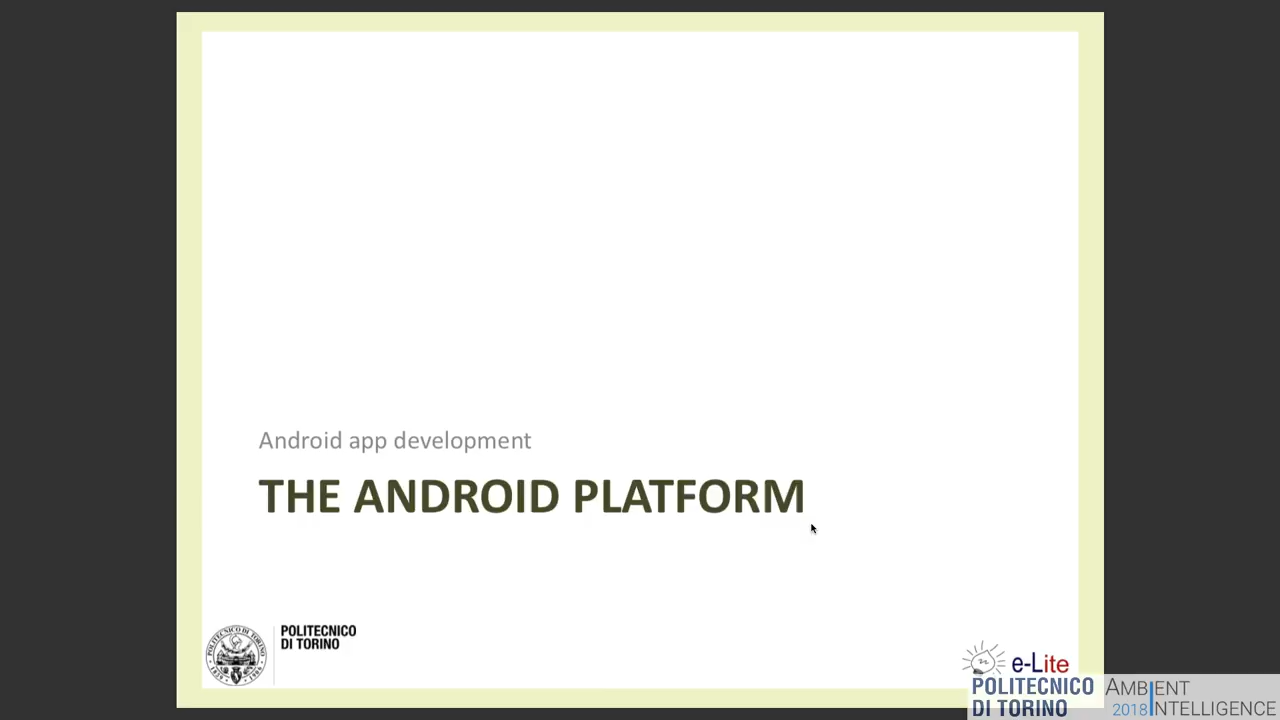 Android app development
THE ANDROID PLATFORM
POLITECNICO
DI TORINO
e-Lite
POLITECNICO
DI TORINO
AMBIENT
2018 INTELLIGENCE